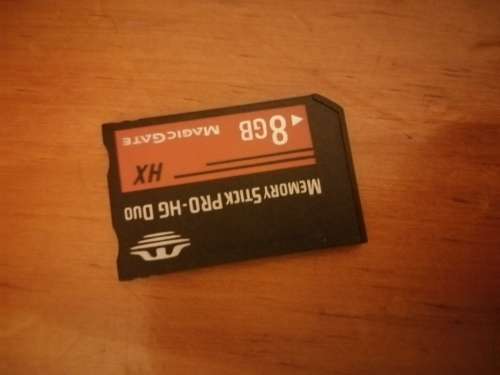 MEMORY STICK PRO-HG DUO
HX
8GB MAGICGATE